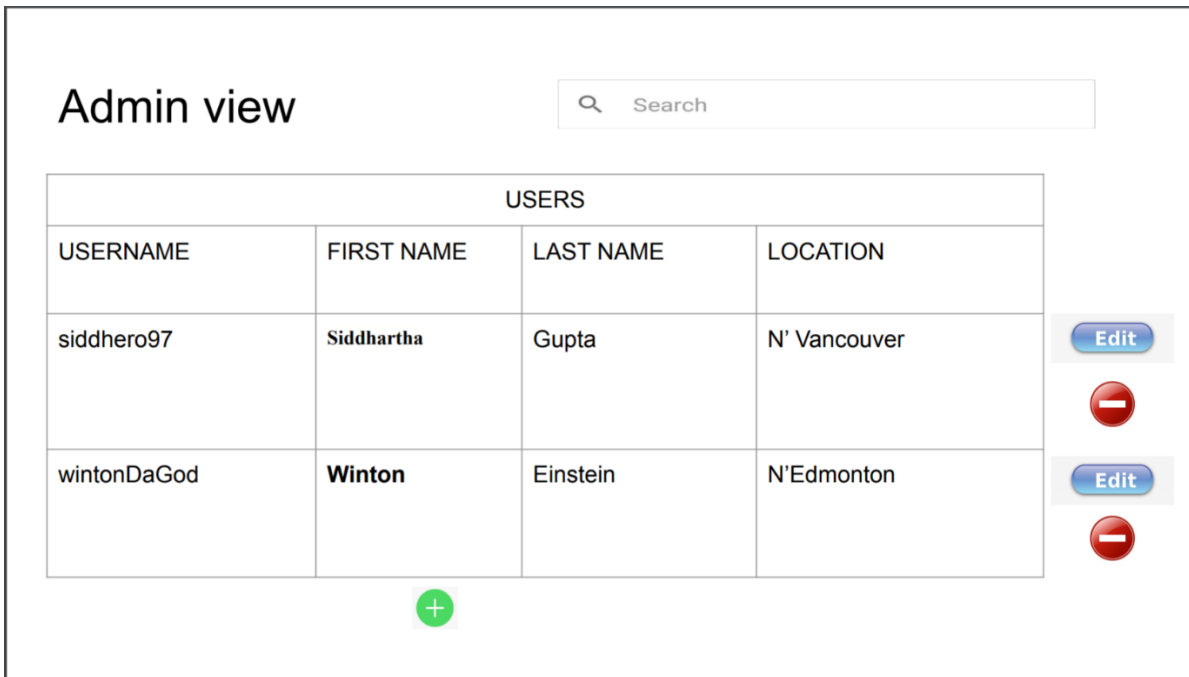 Admin view
Search
USERS
USERNAME FIRST NAME LAST NAME LOCATION
siddhero97 Siddhartha Gupta N’ Vancouver Edit
wintonDaGod Winton Einstein N’Edmonton Edit